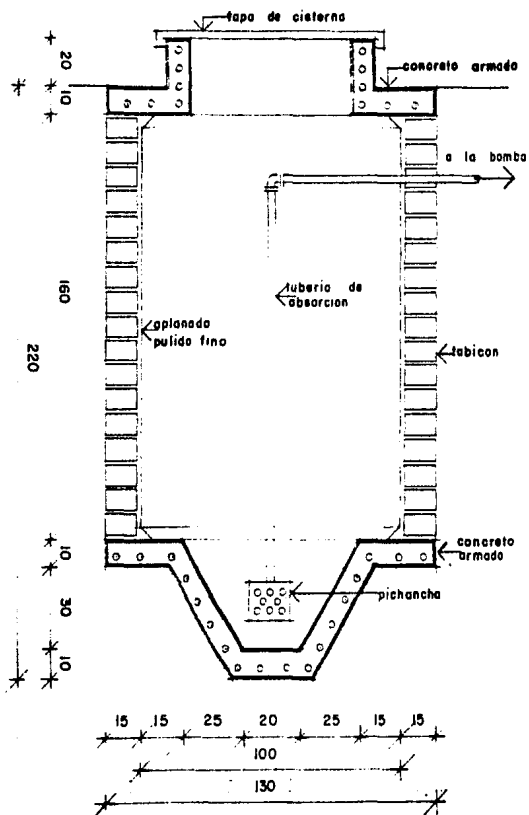 tapa de cisterna
20
concreto armado
10
a la bomba
160
tuberia de
absorcion
aplanado
pulido fino
220
tabicon
10
concreto
armado
30
pichancha
10
15 15 25 20 25 15 15
100
130